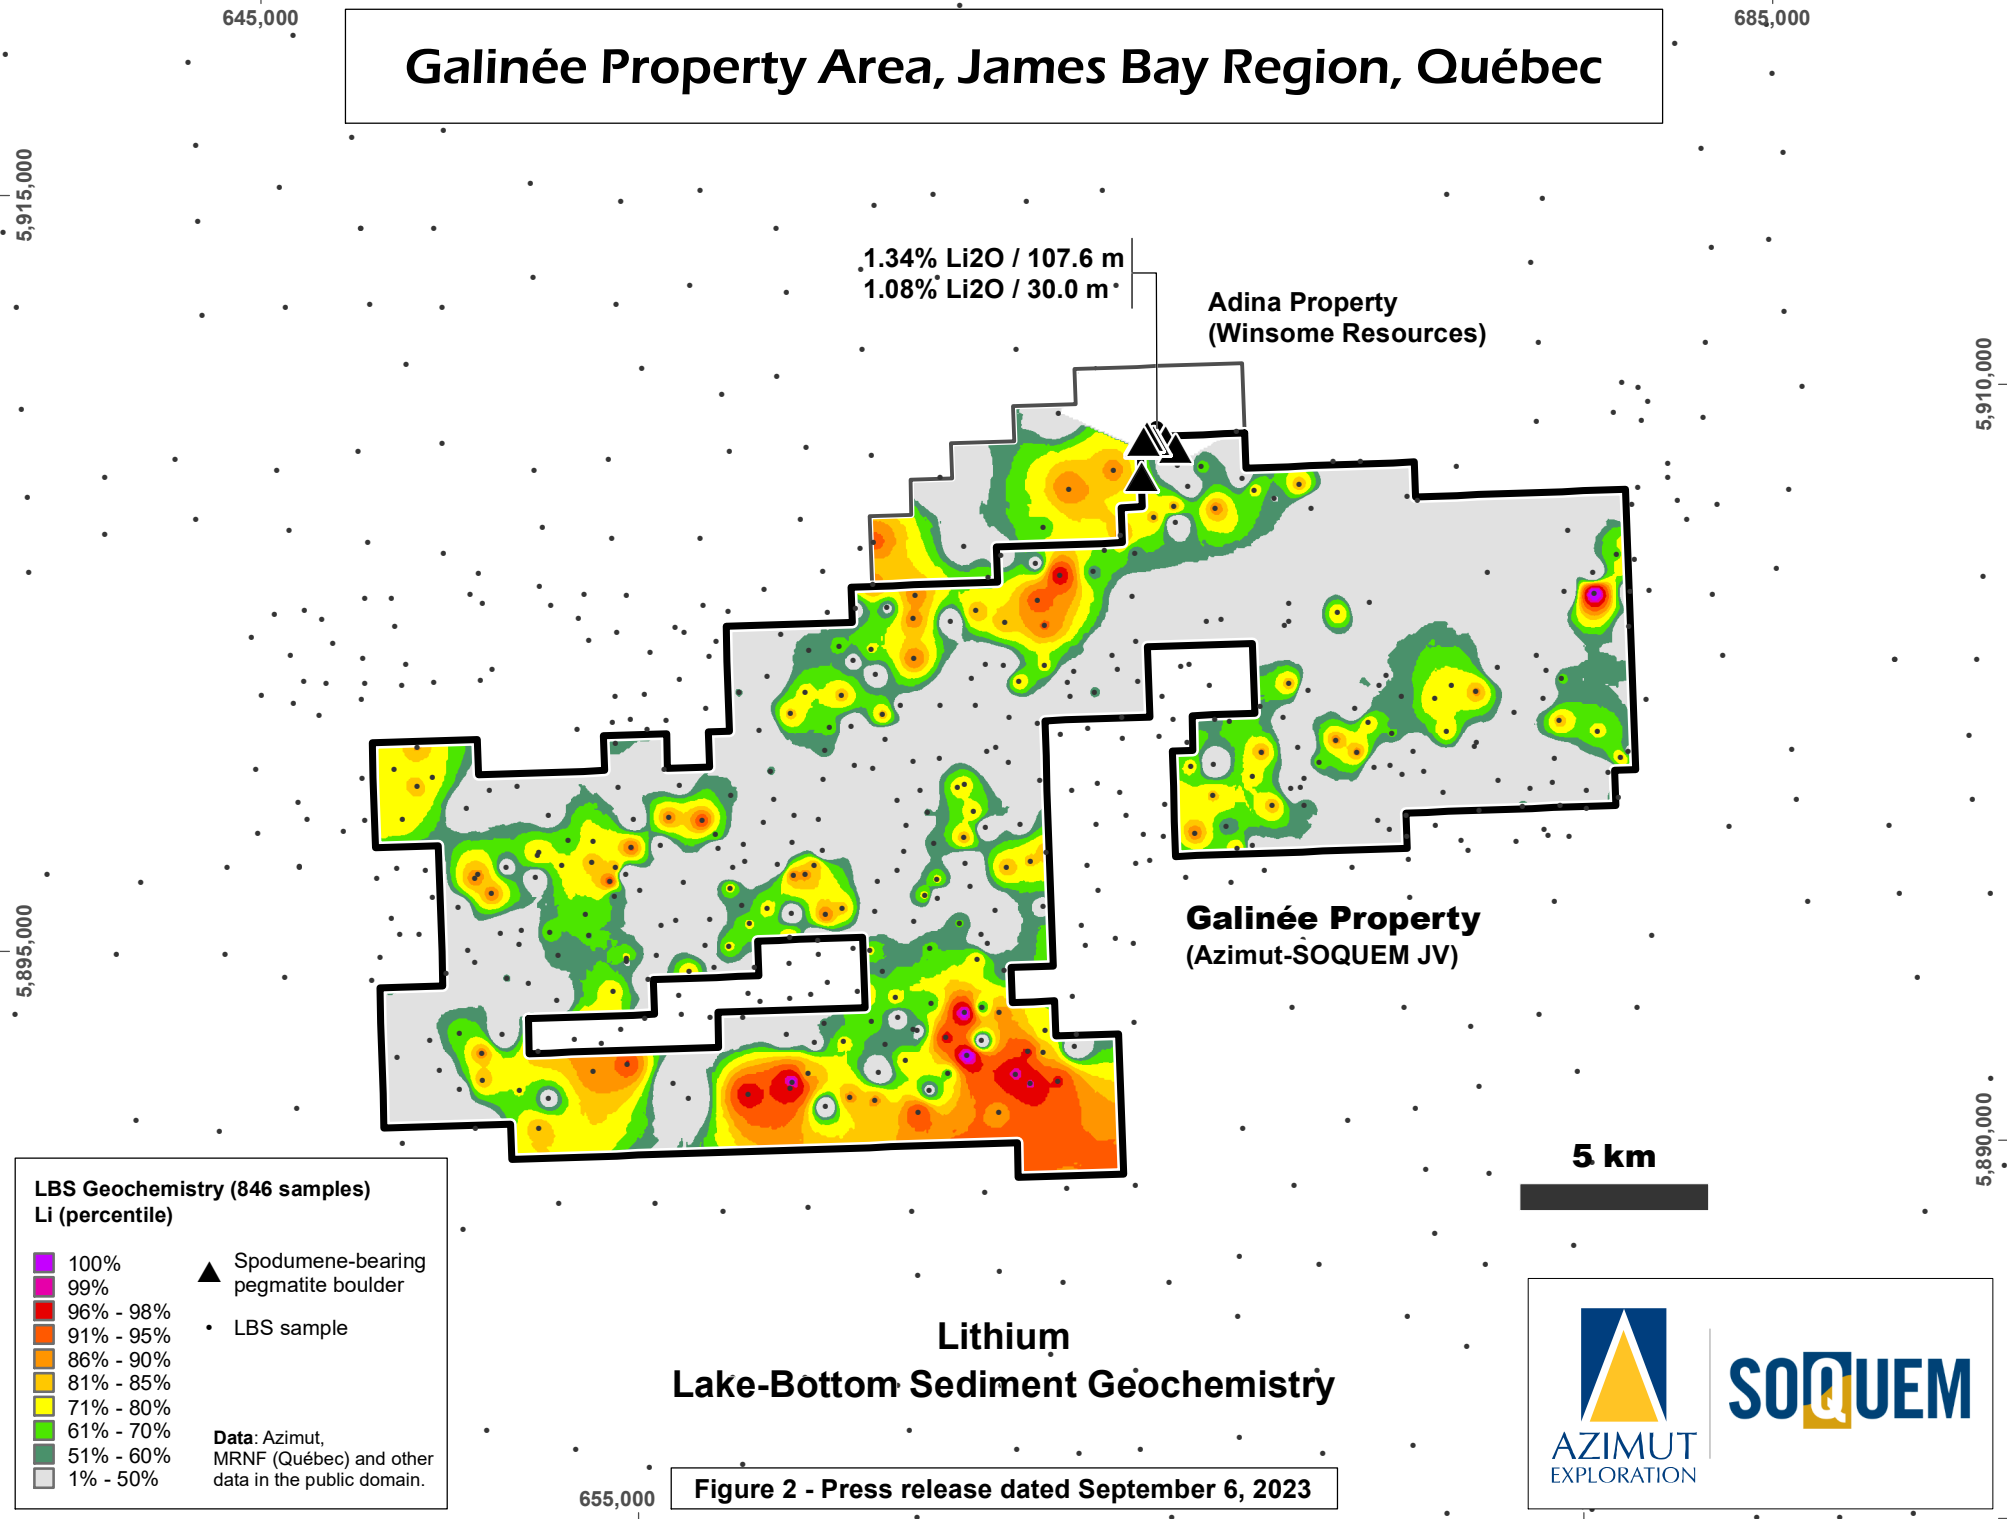 645,000
685,000
Galinée Property Area, James Bay Region, Québec
5,915,000
1.34% Li2O / 107.6 m
1.08% Li2O / 30.0 m
Adina Property
(Winsome Resources)
5,910,000
Galinée Property
(Azimut-SOQUEM JV)
5,895,000
5,890,000
5 km
LBS Geochemistry (846 samples)
Li (percentile)
100%
99%
96% - 98%
91% - 95%
86% - 90%
81% - 85%
71% - 80%
61% - 70%
51% - 60%
1% - 50%
Spodumene-bearing
pegmatite boulder
LBS sample
Data: Azimut,
MRNF (Québec) and other
data in the public domain.
Lithium
Lake-Bottom Sediment Geochemistry
655,000
Figure 2 - Press release dated September 6, 2023
AZIMUT
EXPLORATION
SOQUEM